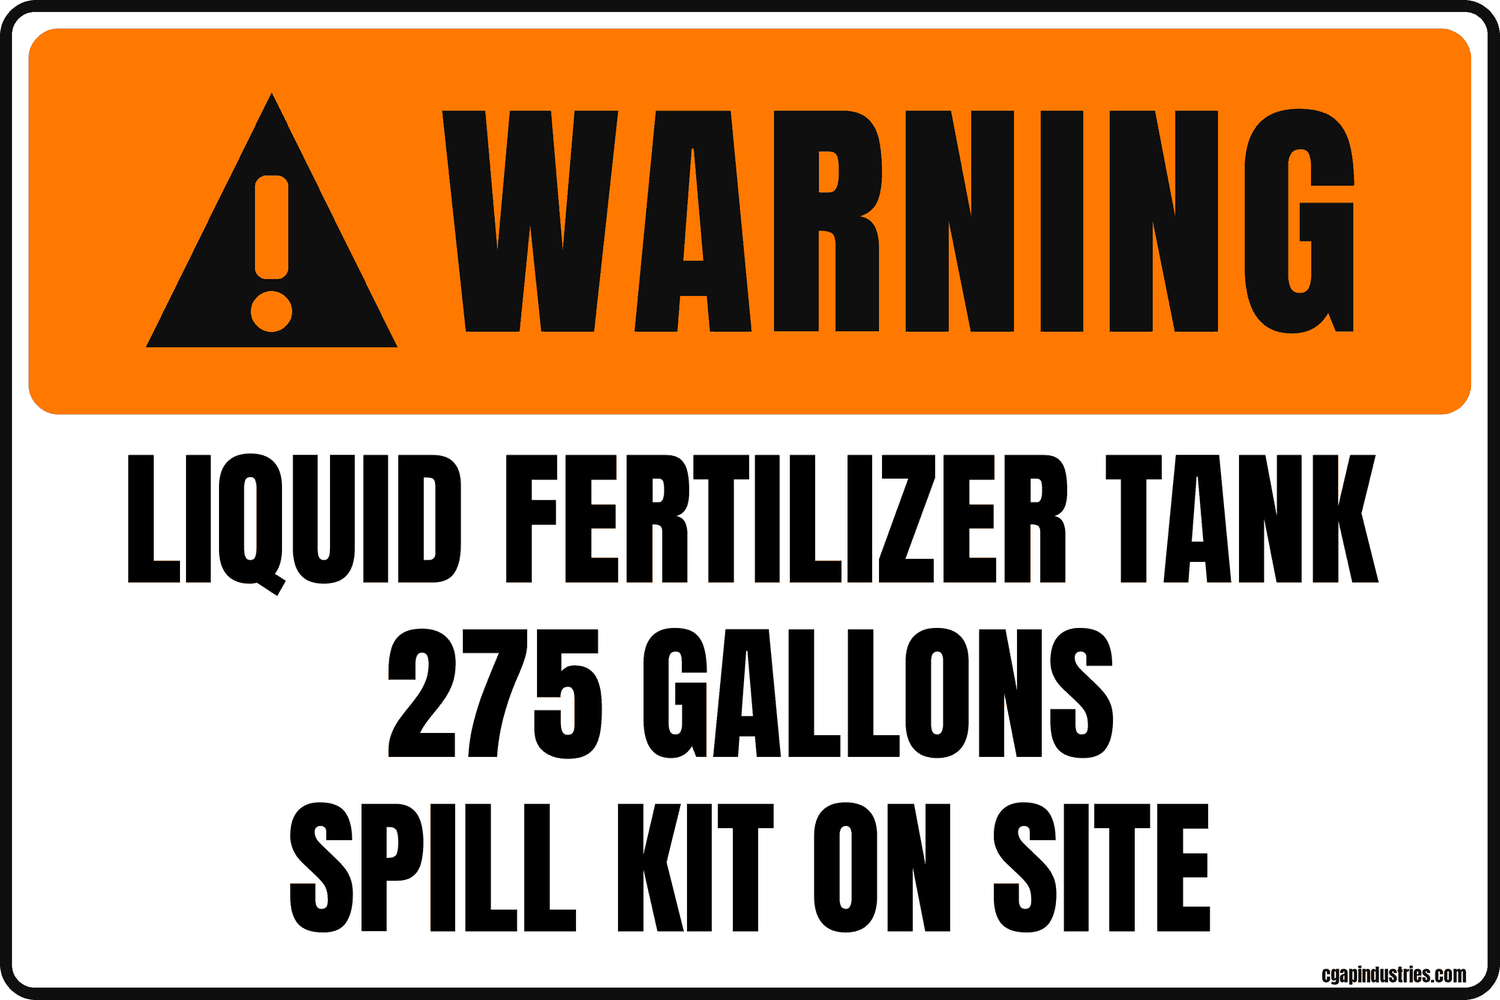 WARNING
LIQUID FERTILIZER TANK
275 GALLONS
SPILL KIT ON SITE
cgapindustries.com